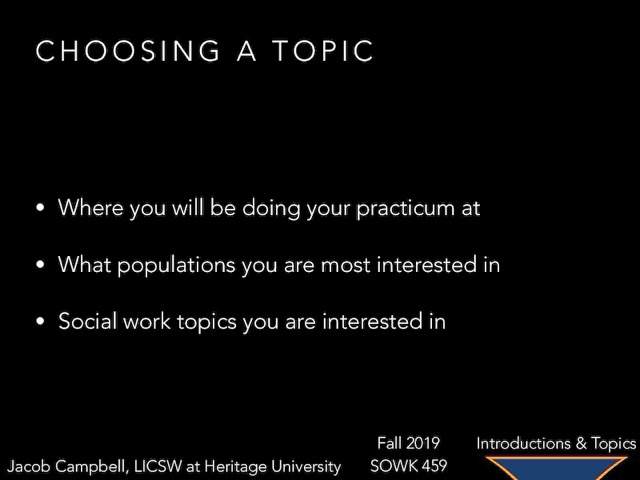 CHOOSING A TOPIC
• Where you will be doing your practicum at
• What populations you are most interested in
• Social work topics you are interested in
Fall 2019 Introductions & Topics
Jacob Campbell, LICSW at Heritage University SOWK 459